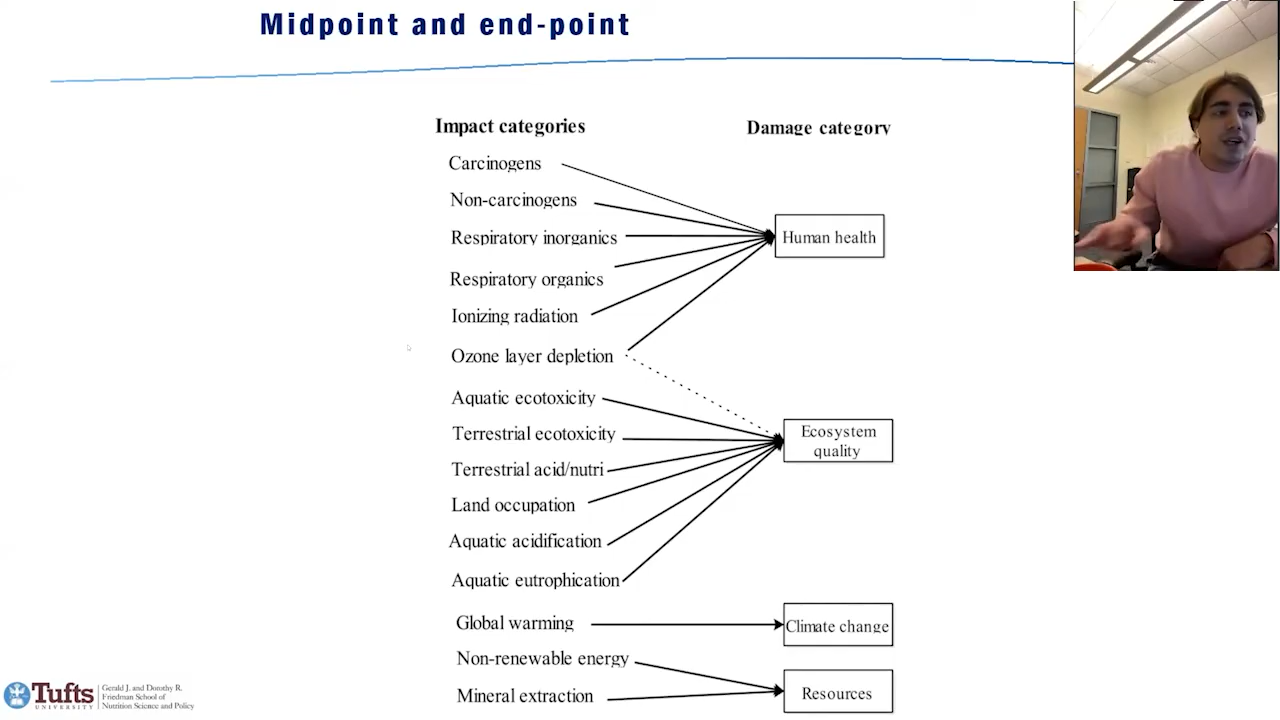 Midpoint and end-point
Impact categories
Damage category
Carcinogens
Non-carcinogens
Respiratory inorganics
Human health
Respiratory organics
Ionizing radiation
Ozone layer depletion
Aquatic ecotoxicity
Terrestrial ecotoxicity
Ecosystem
quality
Terrestrial acid/nutri
Land occupation
Aquatic acidification
Aquatic eutrophication
Global warming
Climate change
Non-renewable energy
Mineral extraction
Resources
Tufts
UNIVERSITY
Gerald J. and Dorothy R.
Friedman School of
Nutrition Science and Policy